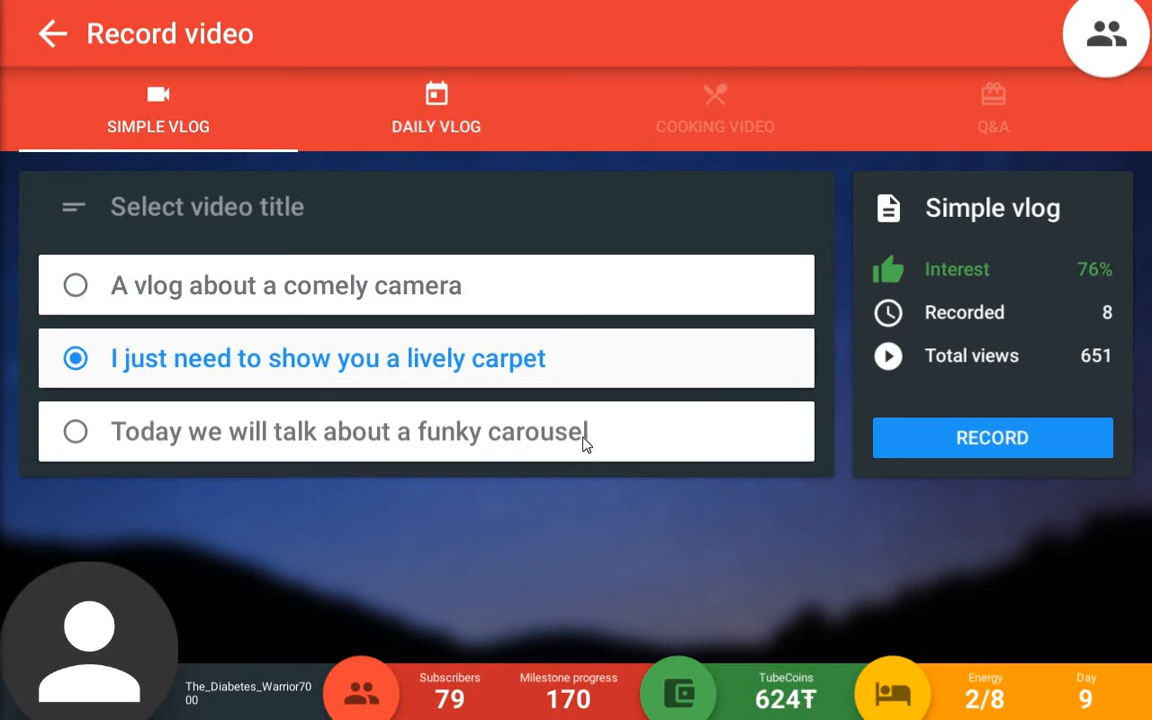 Record video
SIMPLE VLOG
DAILY VLOG
COOKING VIDEO
Q&A
Select video title
A vlog about a comely camera
I just need to show you a lively carpet
Today we will talk about a funky carousel
Simple vlog
Interest 76%
Recorded 8
Total views 651
RECORD
The_Diabetes_Warrior70
00
Subscribers
79
Milestone progress
170
TubeCoins
624₸
Energy
2/8
Day
9